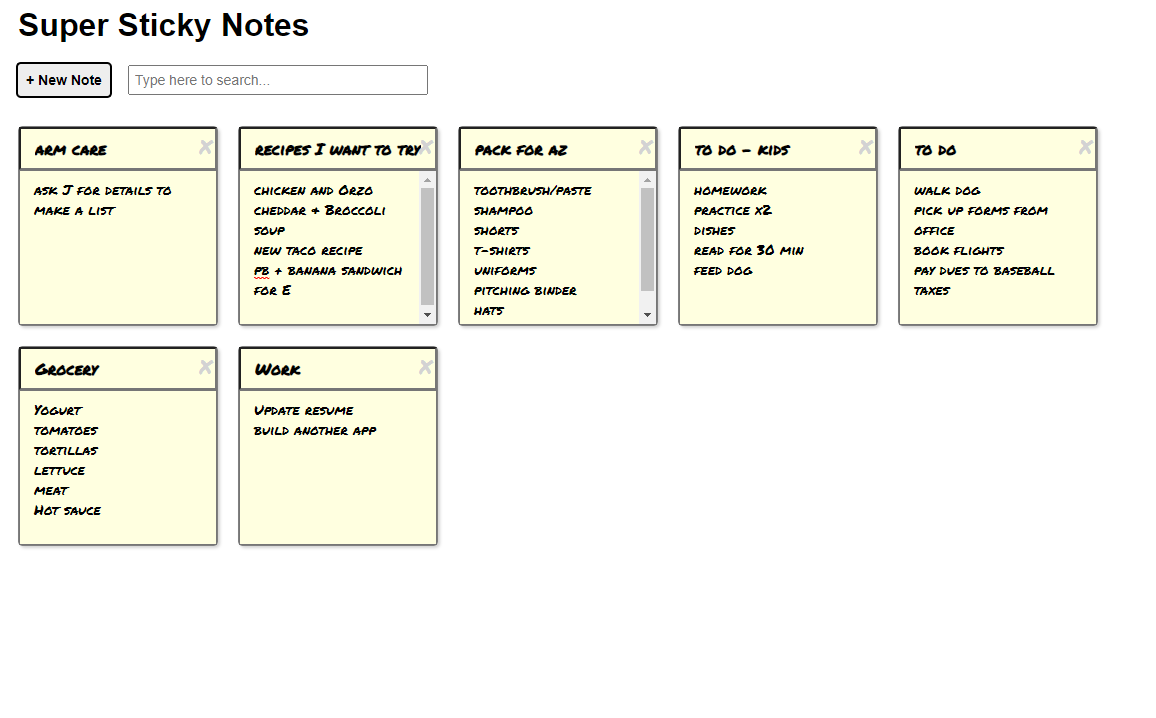 Super Sticky Notes
+ New Note
Type here to search...
arm care
ask J for details to
make a list
recipes I want to try
chicken and Orzo
cheddar + Broccoli
soup
new taco recipe
pb + banana sandwich
for E
pack for az
toothbrush/paste
shampoo
shorts
t-shirts
uniforms
pitching binder
hats
to do - kids
homework
practice x2
dishes
read for 30 min
feed dog
to do
walk dog
pick up forms from
office
book flights
pay dues to baseball
taxes
Grocery
Yogurt
tomatoes
tortillas
lettuce
meat
Hot sauce
Work
Update resume
build another app